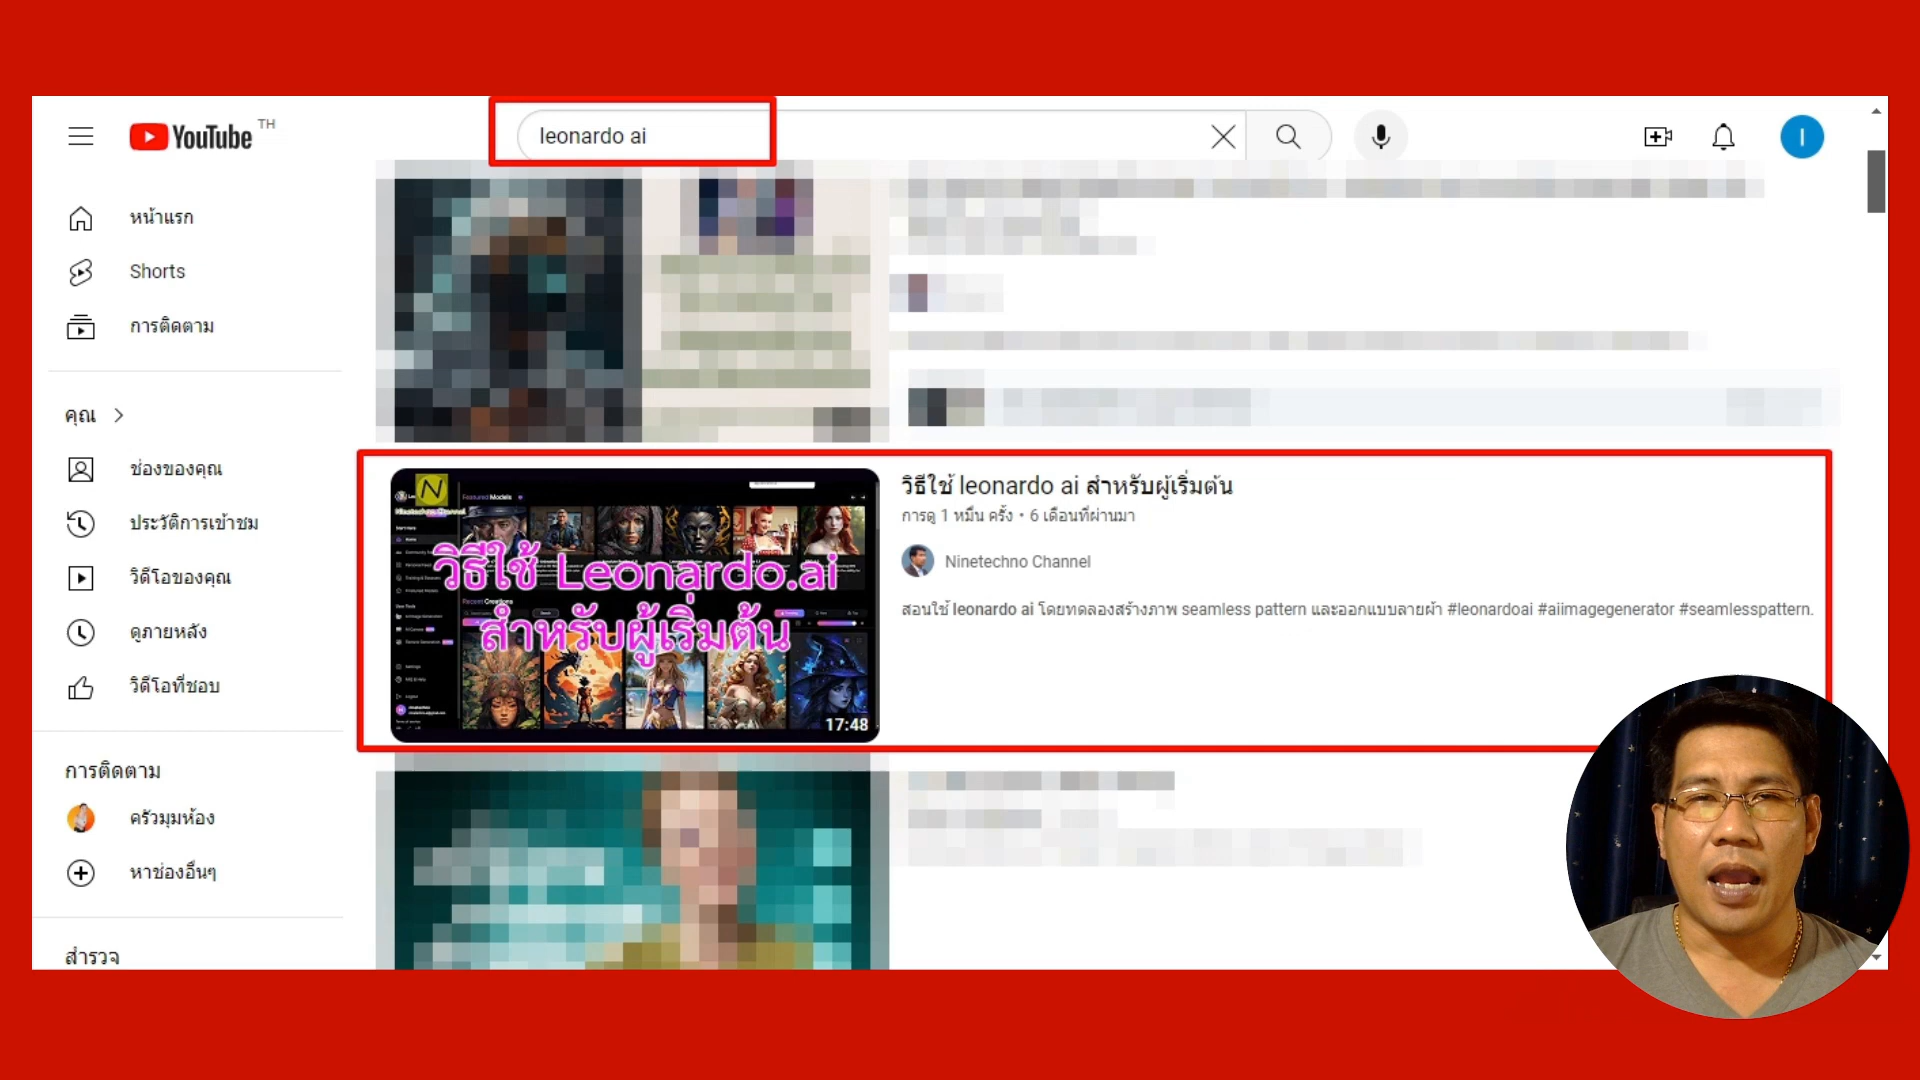 YouTube TH
leonardo ai
I
หน้าแรก
Shorts
การติดตาม
คุณ
ช่องของคุณ
ประวัติการเข้าชม
วิดีโอของคุณ
ดูภายหลัง
วิดีโอที่ชอบ
การติดตาม
ครัวมุมห้อง
หาช่องอื่นๆ
สำรวจ
N
Featured Models
วิธีใช้ Leonardo.ai
สำหรับผู้เริ่มต้น
17:48
วิธีใช้ leonardo ai สำหรับผู้เริ่มต้น
การดู 1 หมื่น ครั้ง • 6 เดือนที่ผ่านมา
Ninetechno Channel
สอนใช้ leonardo ai โดยทดลองสร้างภาพ seamless pattern และออกแบบลายผ้า #leonardoai #aiimagegenerator #seamlesspattern.